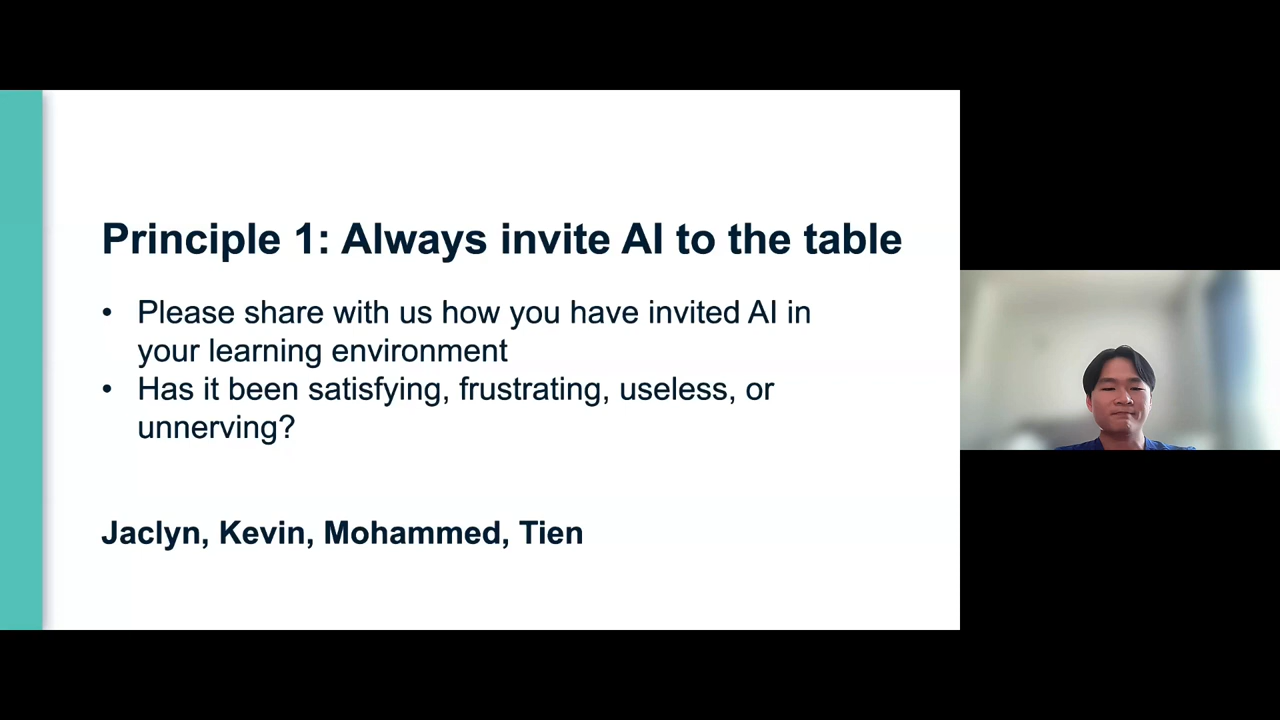 Principle 1: Always invite AI to the table
• Please share with us how you have invited AI in
your learning environment
• Has it been satisfying, frustrating, useless, or
unnerving?
Jaclyn, Kevin, Mohammed, Tien